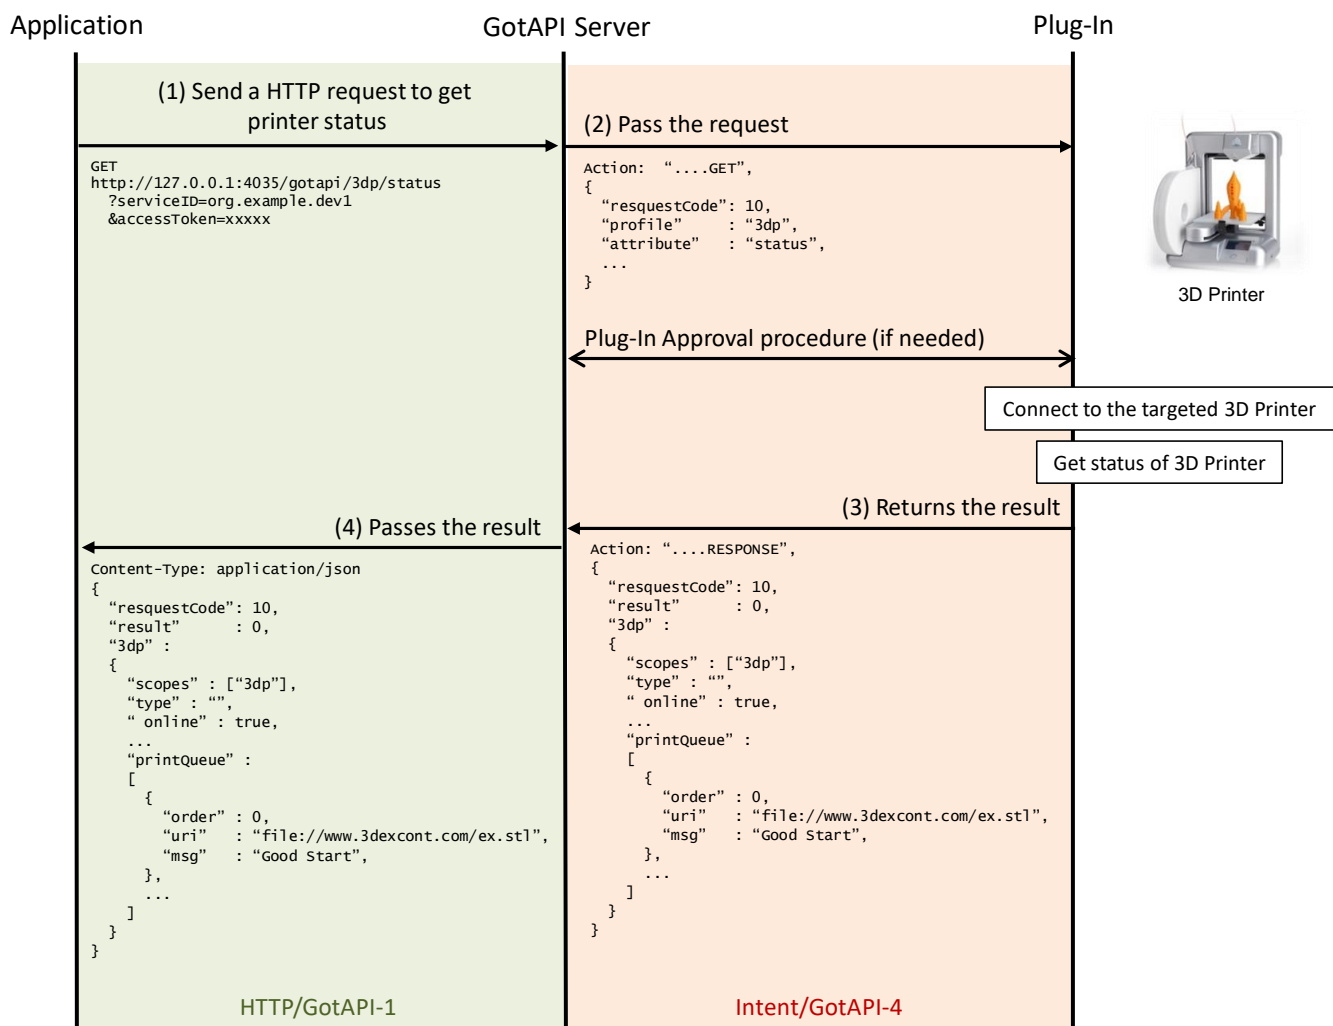 Application
GotAPI Server
Plug-In
(1) Send a HTTP request to get
printer status
GET
http://127.0.0.1:4035/gotapi/3dp/status
?serviceID=org.example.dev1
&accessToken=xxxxx
(2) Pass the request
Action:  “....GET”,
{
“resquestCode”: 10,
“profile”    : “3dp”,
“attribute”  : “status”,
...
}
3D Printer
Plug-In Approval procedure (if needed)
Connect to the targeted 3D Printer
Get status of 3D Printer
(3) Returns the result
Action: “....RESPONSE”,
{
“resquestCode”: 10,
“result”      : 0,
“3dp” :
{
“scopes” : [“3dp”],
“type” : “”,
“ online” : true,
...
“printQueue” :
[
{
“order” : 0,
“uri”   : “file://www.3dexcont.com/ex.stl”,
“msg”   : “Good Start”,
},
...
]
}
}
(4) Passes the result
Content-Type: application/json
{
“resquestCode”: 10,
“result”      : 0,
“3dp” :
{
“scopes” : [“3dp”],
“type” : “”,
“ online” : true,
...
“printQueue” :
[
{
“order” : 0,
“uri”   : “file://www.3dexcont.com/ex.stl”,
“msg”   : “Good Start”,
},
...
]
}
}
HTTP/GotAPI-1
Intent/GotAPI-4